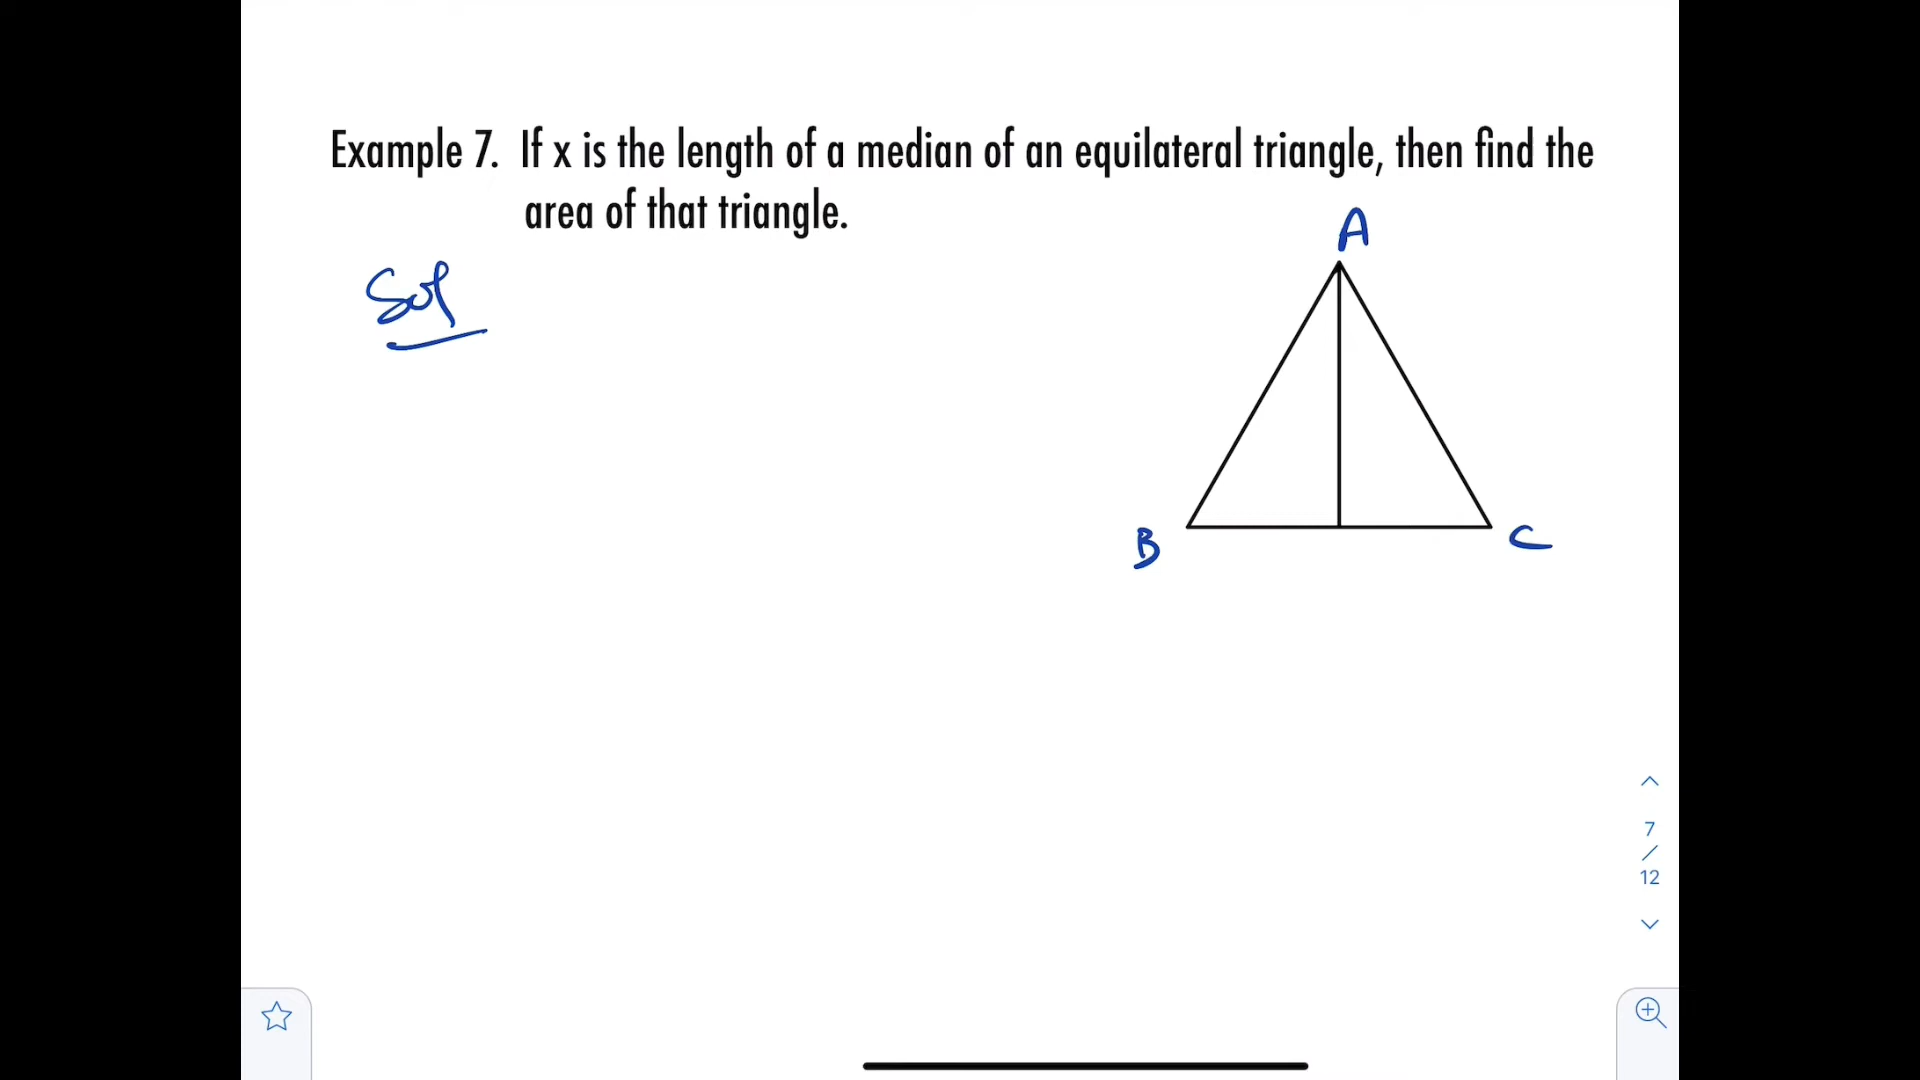 Example 7. If x is the length of a median of an equilateral triangle, then find the
area of that triangle.
Sol
A
B
C
7
/
12